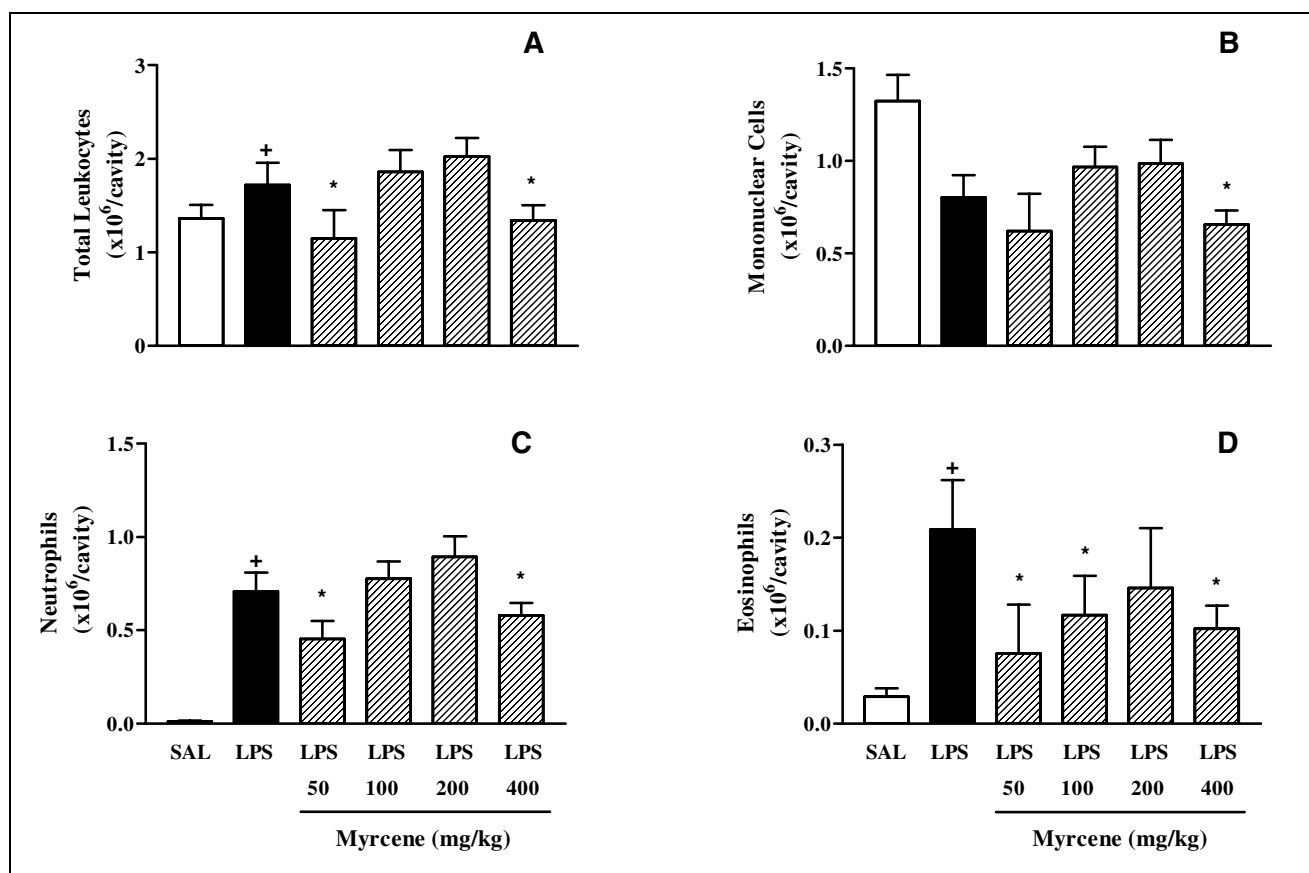 A
Total Leukocytes
(x10⁶/cavity)
3
2
1
0
+
*
*
B
Mononuclear Cells
(x10⁶/cavity)
1.5
1.0
0.5
0.0
*
C
Neutrophils
(x10⁶/cavity)
1.5
1.0
0.5
0.0
+
*
*
SAL LPS LPS LPS LPS LPS
50 100 200 400
Myrcene (mg/kg)
D
Eosinophils
(x10⁶/cavity)
0.3
0.2
0.1
0.0
+
*
*
*
SAL LPS LPS LPS LPS LPS
50 100 200 400
Myrcene (mg/kg)